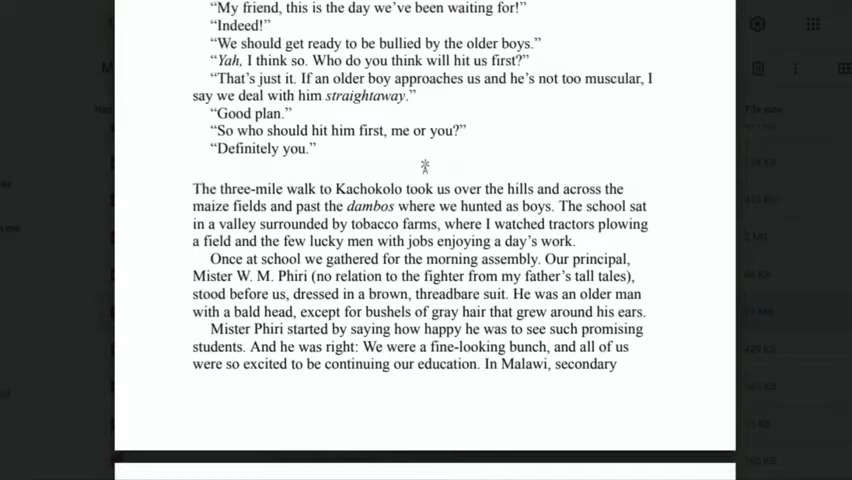 “My friend, this is the day we’ve been waiting for!”
“Indeed!”
“We should get ready to be bullied by the older boys.”
“Yah, I think so. Who do you think will hit us first?”
“That’s just it. If an older boy approaches us and he’s not too muscular, I
say we deal with him straightaway.”
“Good plan.”
“So who should hit him first, me or you?”
“Definitely you.”
The three-mile walk to Kachokolo took us over the hills and across the
maize fields and past the dambos where we hunted as boys. The school sat
in a valley surrounded by tobacco farms, where I watched tractors plowing
a field and the few lucky men with jobs enjoying a day’s work.
Once at school we gathered for the morning assembly. Our principal,
Mister W. M. Phiri (no relation to the fighter from my father’s tall tales),
stood before us, dressed in a brown, threadbare suit. He was an older man
with a bald head, except for bushels of gray hair that grew around his ears.
Mister Phiri started by saying how happy he was to see such promising
students. And he was right: We were a fine-looking bunch, and all of us
were so excited to be continuing our education. In Malawi, secondary
File size